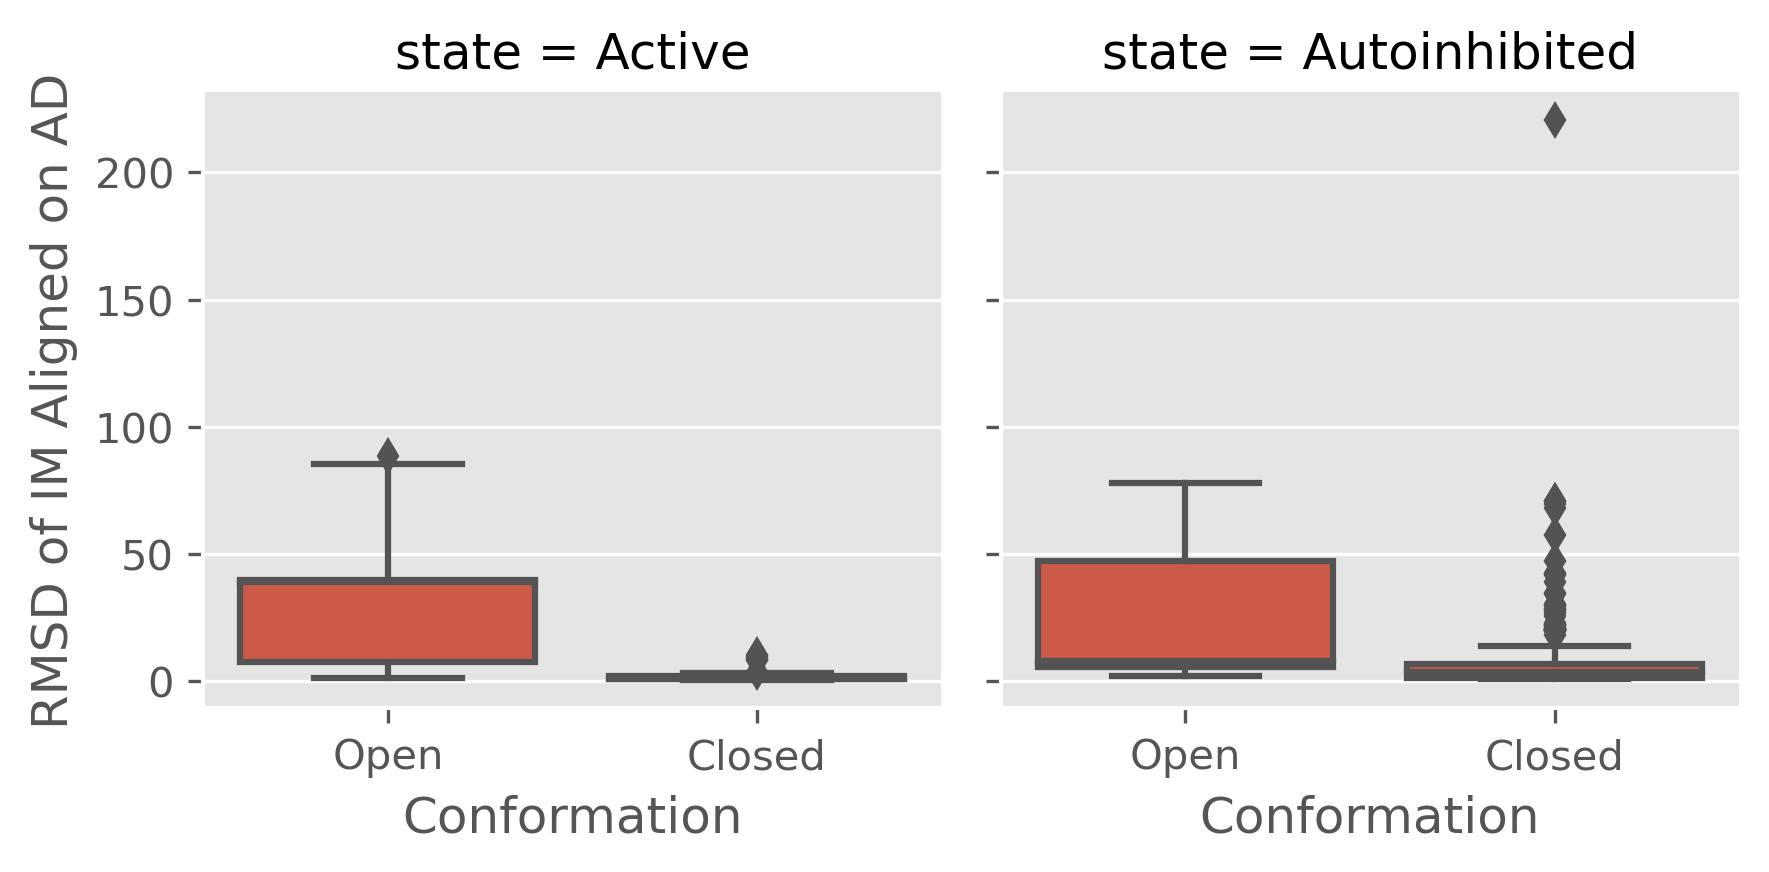 state = Active
state = Autoinhibited
RMSD of IM Aligned on AD
200
150
100
50
0
Open
Closed
Open
Closed
Conformation
Conformation